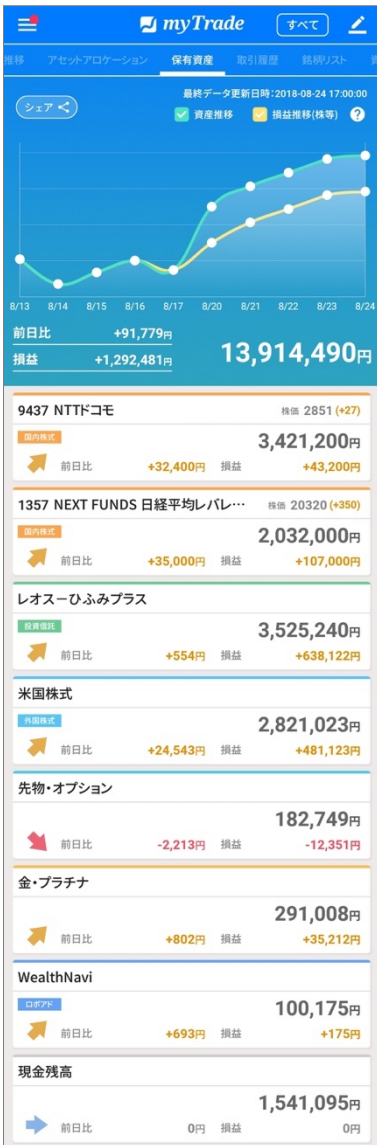 myTrade
すべて
推移 アセットアロケーション 保有資産 取引履歴 銘柄リスト
最終データ更新日時:2018-08-24 17:00:00
シェア
資産推移 損益推移(株等) ?
8/13 8/14 8/15 8/16 8/17 8/20 8/21 8/22 8/23 8/24
前日比 +91,779円
損益 +1,292,481円
13,914,490円
9437 NTTドコモ 株価 2851 (+27)
国内株式
3,421,200円
前日比 +32,400円 損益 +43,200円
1357 NEXT FUNDS 日経平均レバレ… 株価 20320 (+350)
国内株式
2,032,000円
前日比 +35,000円 損益 +107,000円
レオスーひふみプラス
投資信託
3,525,240円
前日比 +554円 損益 +638,122円
米国株式
外国株式
2,821,023円
前日比 +24,543円 損益 +481,123円
先物・オプション
182,749円
前日比 -2,213円 損益 -12,351円
金・プラチナ
291,008円
前日比 +802円 損益 +35,212円
WealthNavi
ロボアド
100,175円
前日比 +693円 損益 +175円
現金残高
1,541,095円
前日比 0円 損益 0円